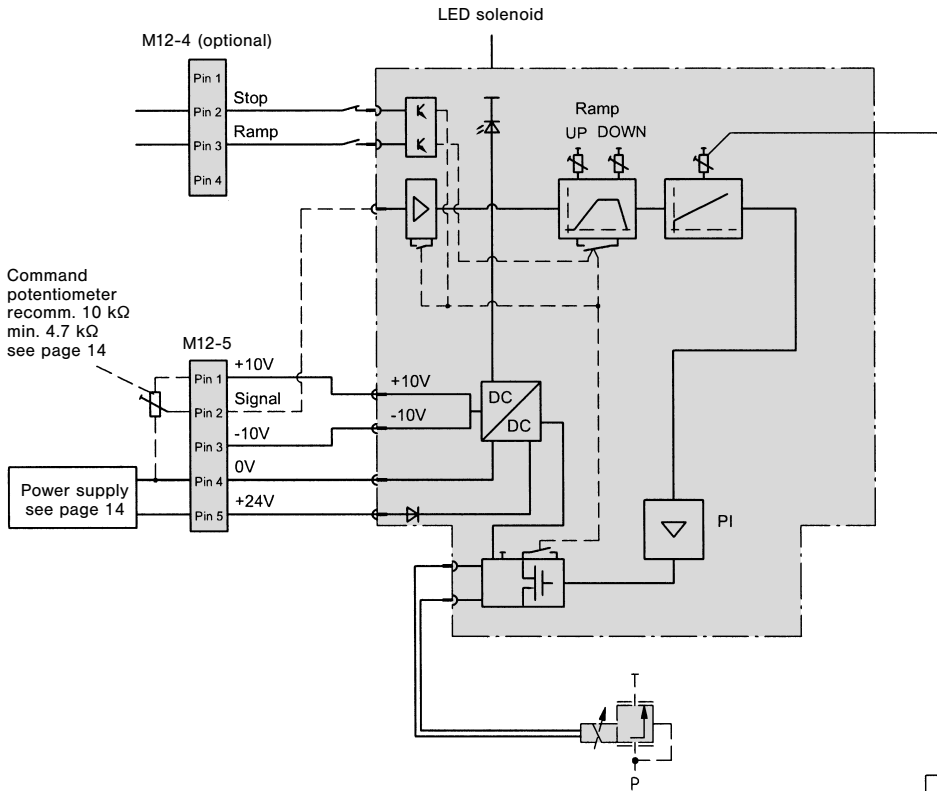 LED solenoid
M12-4 (optional)
Pin 1
Pin 2
Stop
Pin 3
Ramp
Pin 4
Ramp
UP DOWN
Command
potentiometer
recomm. 10 kΩ
min. 4.7 kΩ
see page 14
M12-5
Pin 1
+10V
Pin 2
Signal
Pin 3
-10V
Pin 4
0V
Pin 5
+24V
+10V
-10V
DC
DC
Power supply
see page 14
PI
T
P